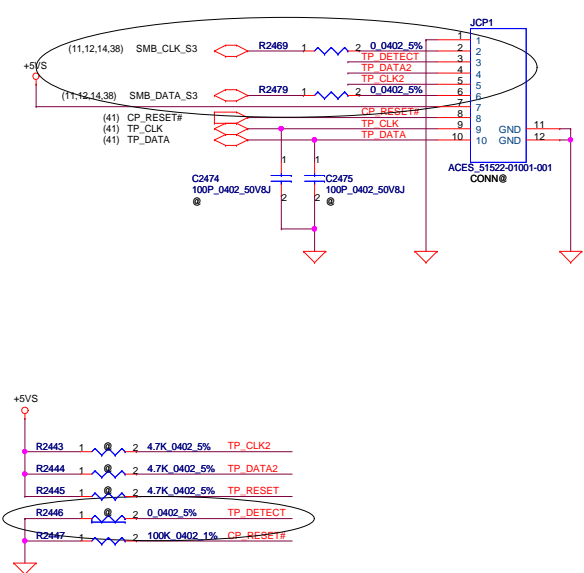 JCP1
1 1
(11,12,14,38) SMB_CLK_S3 R2469 1 2 0_0402_5% 2 2
TP_DETECT 3 3
+5VS
TP_DATA2 4 4
TP_CLK2 5 5
(11,12,14,38) SMB_DATA_S3 R2479 1 2 0_0402_5% 6 6
7 7
(41) CP_RESET# CP_RESET# 8 8
(41) TP_CLK TP_CLK 9 9 GND 11
(41) TP_DATA TP_DATA 10 10 GND 12
1 1
ACES_51522-01001-001
CONN@
C2474 C2475
100P_0402_50V8J 100P_0402_50V8J
@ 2 2 @
+5VS
R2443 1 @ 2 4.7K_0402_5% TP_CLK2
R2444 1 @ 2 4.7K_0402_5% TP_DATA2
R2445 1 @ 2 4.7K_0402_5% TP_RESET
R2446 1 @ 2 0_0402_5% TP_DETECT
R2447 1 2 100K_0402_1% CP_RESET#